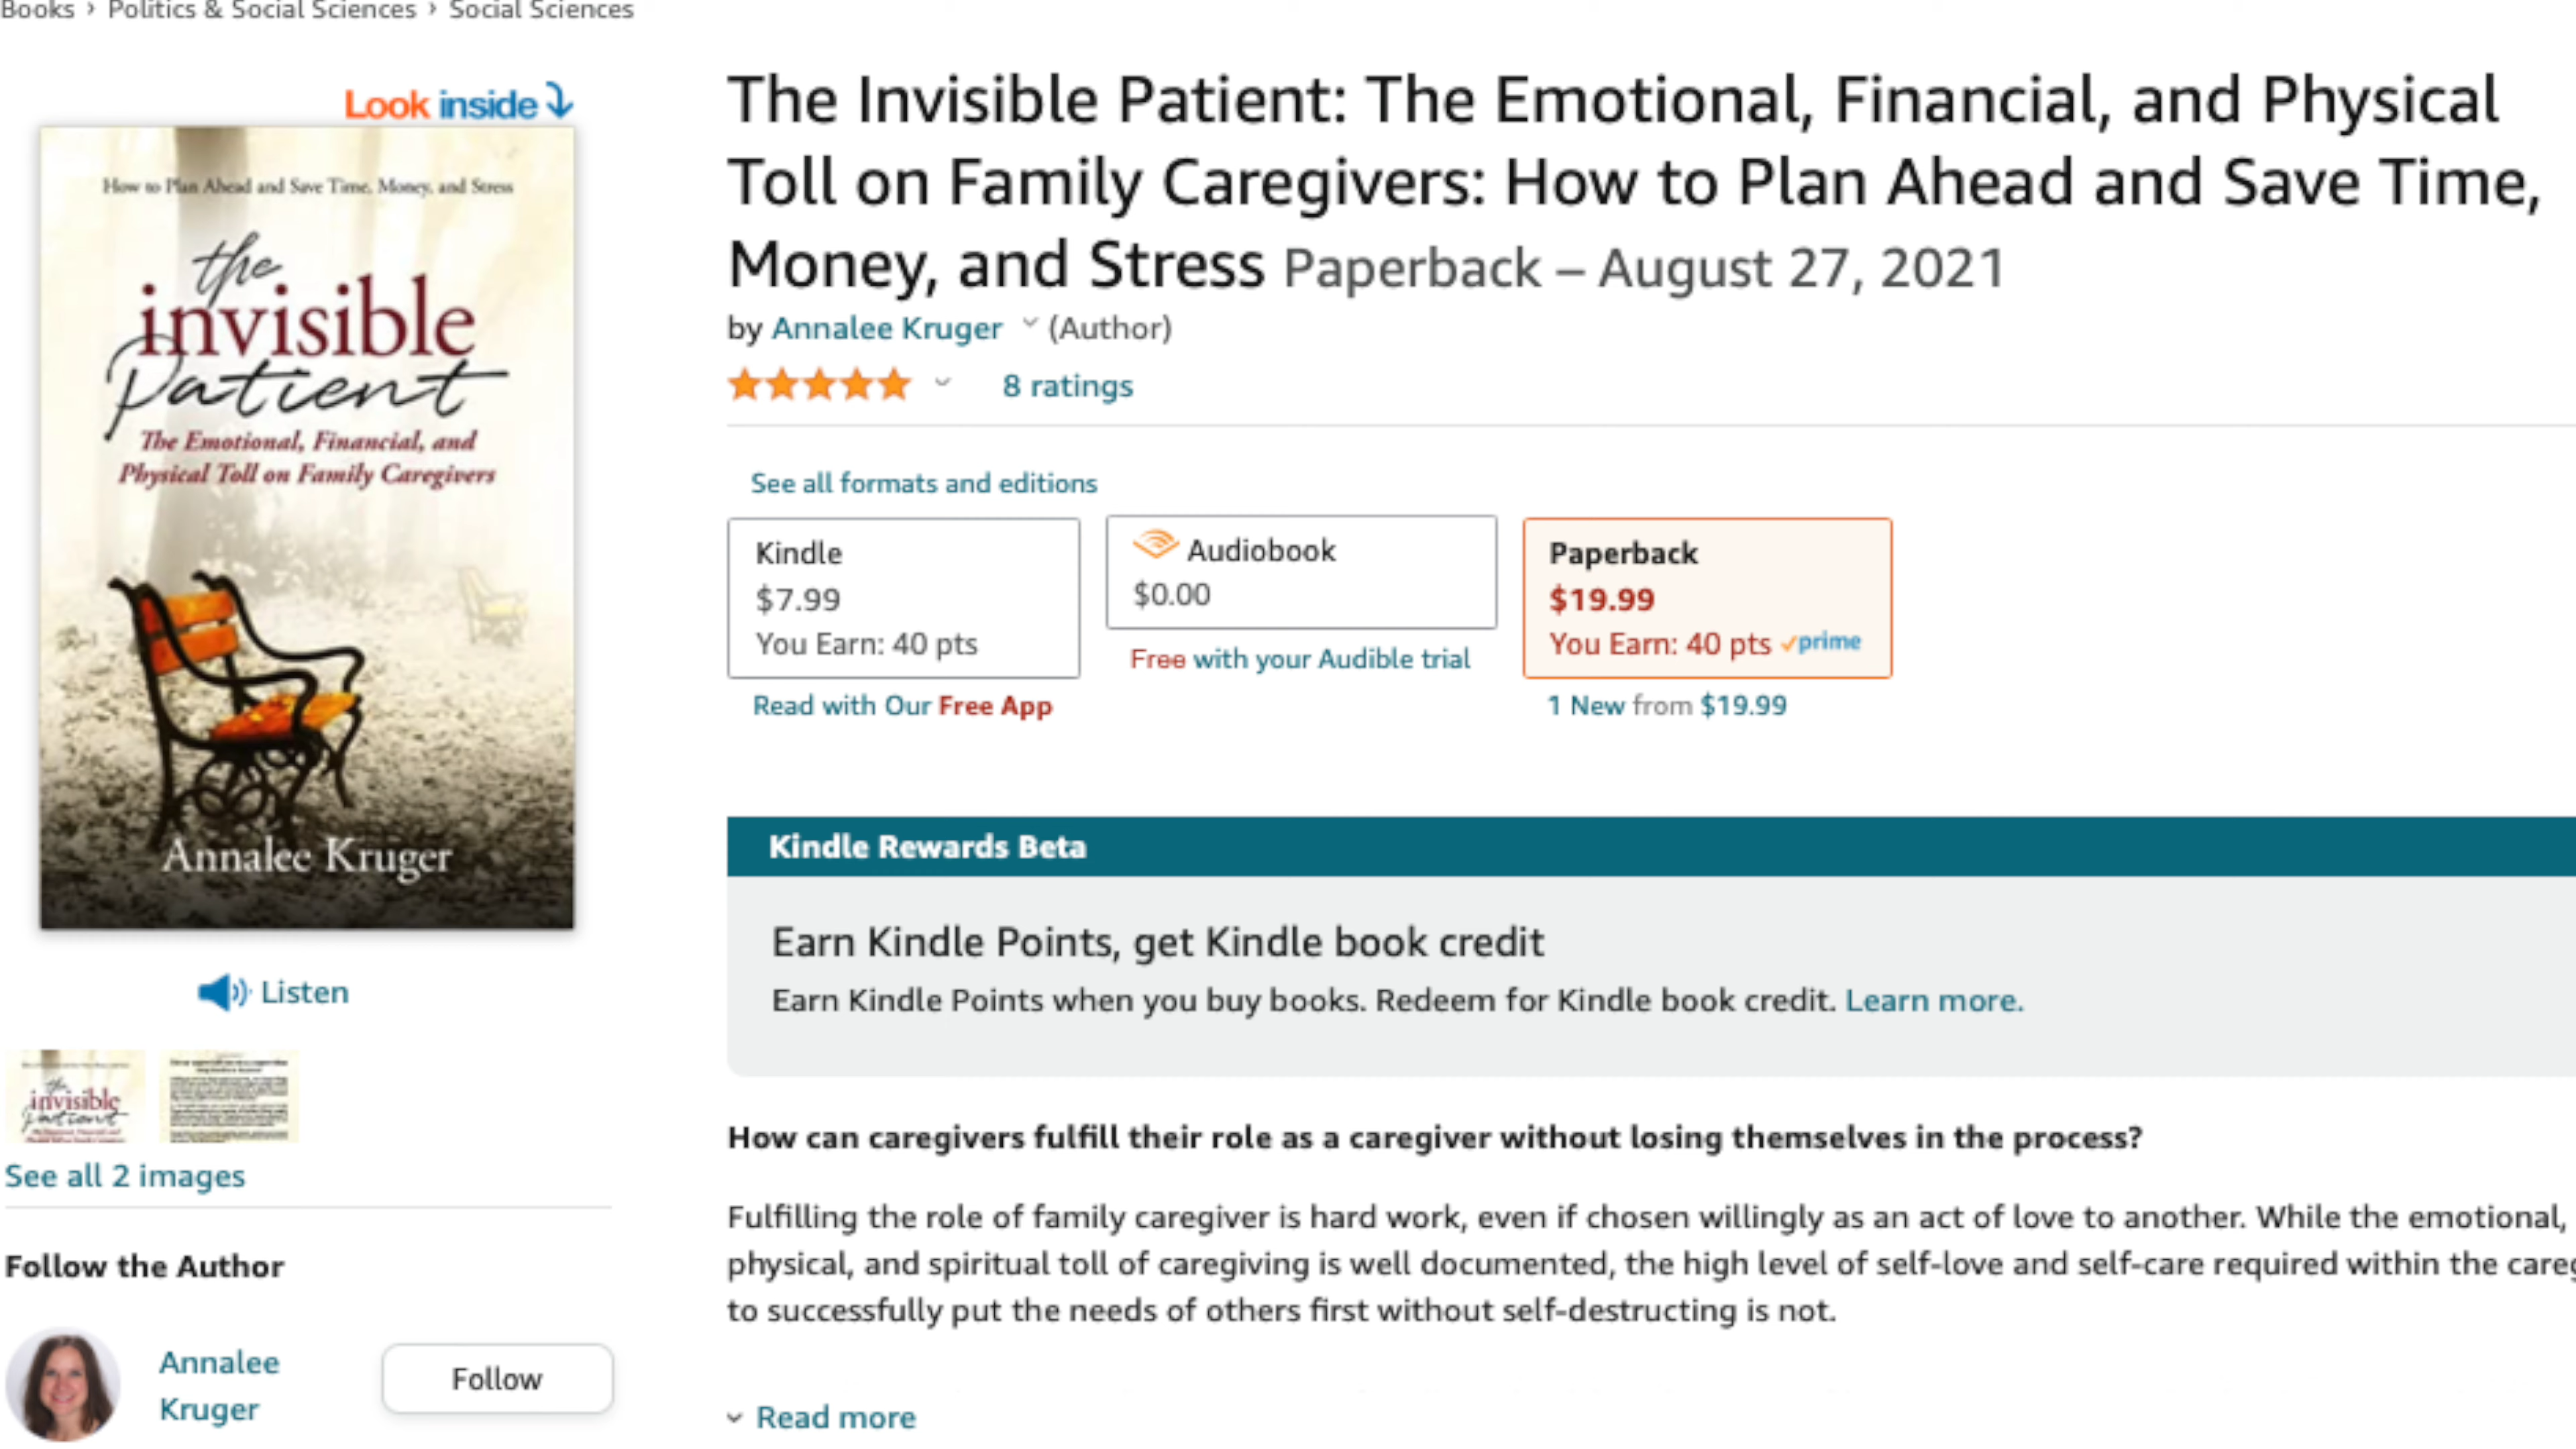 Books › Politics & Social Sciences › Social Sciences
Look inside
How to Plan Ahead and Save Time, Money, and Stress
the
invisible
Patient
The Emotional, Financial, and
Physical Toll on Family Caregivers
Annalee Kruger
Listen
the
invisible
Patient
See all 2 images
Follow the Author
Annalee
Kruger
Follow
The Invisible Patient: The Emotional, Financial, and Physical
Toll on Family Caregivers: How to Plan Ahead and Save Time,
Money, and Stress Paperback – August 27, 2021
by Annalee Kruger (Author)
8 ratings
See all formats and editions
Kindle
$7.99
You Earn: 40 pts
Read with Our Free App
Audiobook
$0.00
Free with your Audible trial
Paperback
$19.99
You Earn: 40 pts prime
1 New from $19.99
Kindle Rewards Beta
Earn Kindle Points, get Kindle book credit
Earn Kindle Points when you buy books. Redeem for Kindle book credit. Learn more.
How can caregivers fulfill their role as a caregiver without losing themselves in the process?
Fulfilling the role of family caregiver is hard work, even if chosen willingly as an act of love to another. While the emotional,
physical, and spiritual toll of caregiving is well documented, the high level of self-love and self-care required within the
to successfully put the needs of others first without self-destructing is not.
Read more